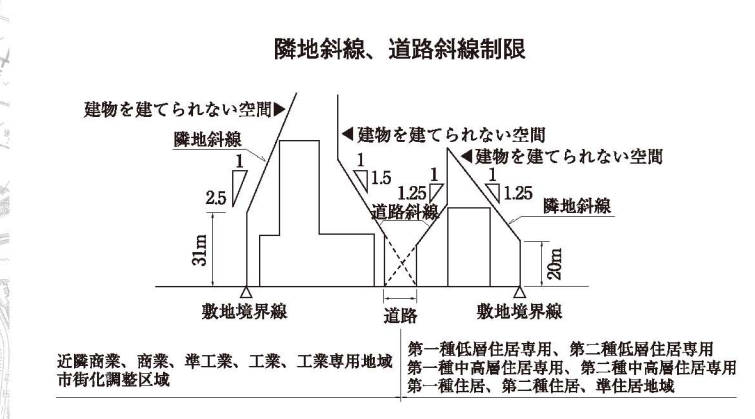 隣地斜線、道路斜線制限
建物を建てられない空間▶
隣地斜線
◀建物を建てられない空間
◀建物を建てられない空間
1
2.5
1
1.5
1
1.25
1
1.25
道路斜線
隣地斜線
31m
20m
敷地境界線
道路
敷地境界線
近隣商業、商業、準工業、工業、工業専用地域
市街化調整区域
第一種低層住居専用、第二種低層住居専用
第一種中高層住居専用、第二種中高層住居専用
第一種住居、第二種住居、準住居地域